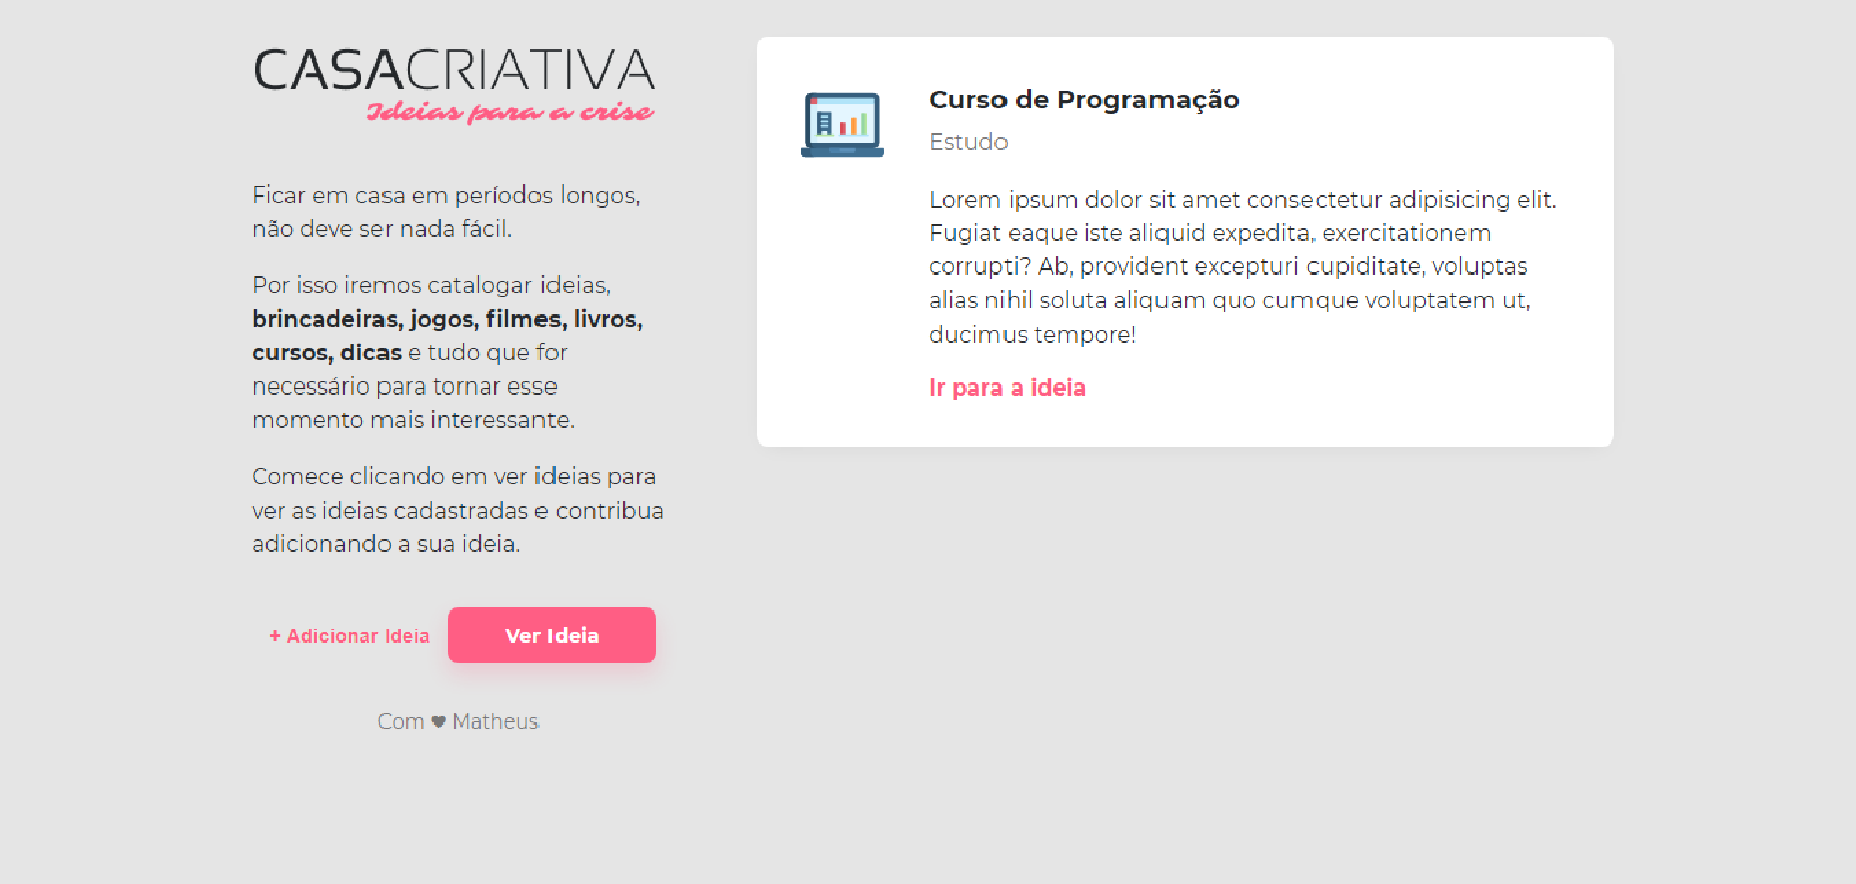 CASACRIATIVA
Ideias para a crise
Ficar em casa em períodos longos,
não deve ser nada fácil.
Por isso iremos catalogar ideias,
brincadeiras, jogos, filmes, livros,
cursos, dicas e tudo que for
necessário para tornar esse
momento mais interessante.
Comece clicando em ver ideias para
ver as ideias cadastradas e contribua
adicionando a sua ideia.
+ Adicionar Ideia
Ver Ideia
Com ♥ Matheus
Curso de Programação
Estudo
Lorem ipsum dolor sit amet consectetur adipisicing elit.
Fugiat eaque iste aliquid expedita, exercitationem
corrupti? Ab, provident excepturi cupiditate, voluptas
alias nihil soluta aliquam quo cumque voluptatem ut,
ducimus tempore!
Ir para a ideia